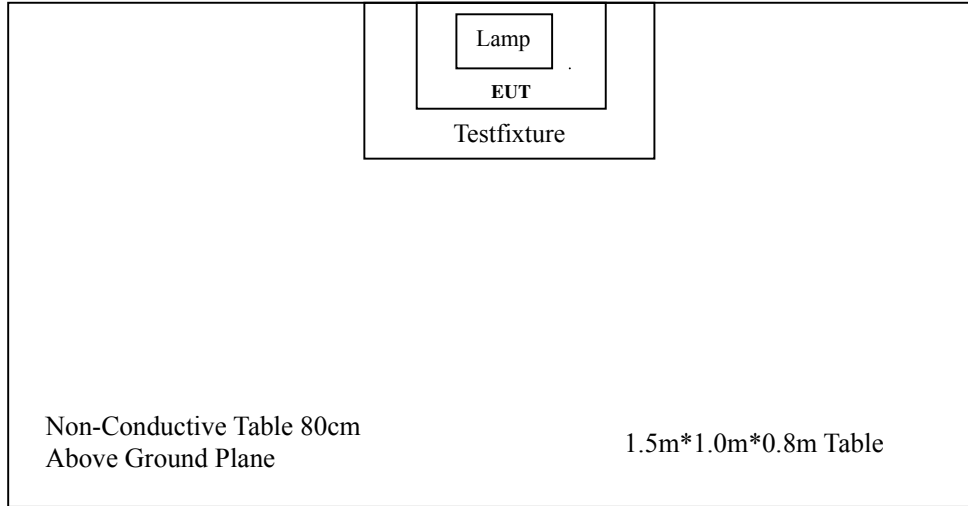 Lamp
EUT
Testfixture
Non-Conductive Table 80cm
Above Ground Plane
1.5m*1.0m*0.8m Table